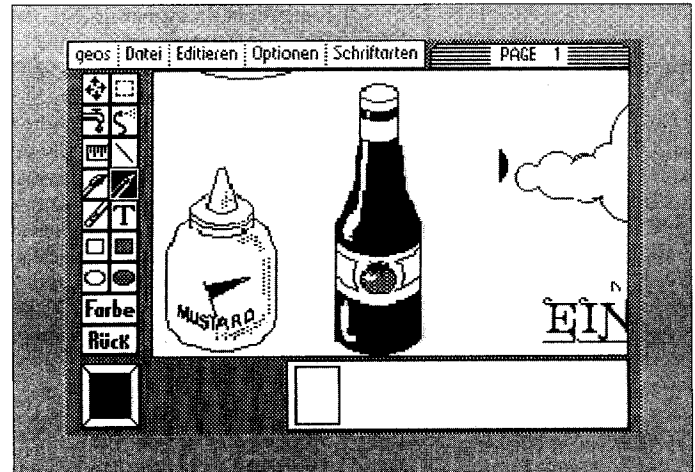 geos Datei Editieren Optionen Schriftarten PAGE 1
T
MUSTARD
EIN
Farbe
Rück